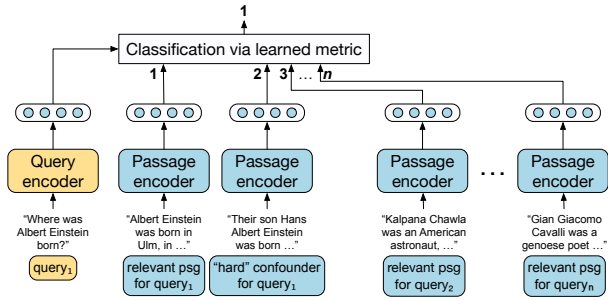 1
Classification via learned metric
1
2
3
...
n
Query
encoder
Passage
encoder
Passage
encoder
Passage
encoder
...
Passage
encoder
“Where was
Albert Einstein
born?”
“Albert Einstein
was born in
Ulm, in …”
“Their son Hans
Albert Einstein
was born …”
“Kalpana Chawla
was an American
astronaut, …”
“Gian Giacomo
Cavalli was a
genoese poet …”
query1
relevant psg
for query1
“hard” confounder
for query1
relevant psg
for query2
relevant psg
for queryn